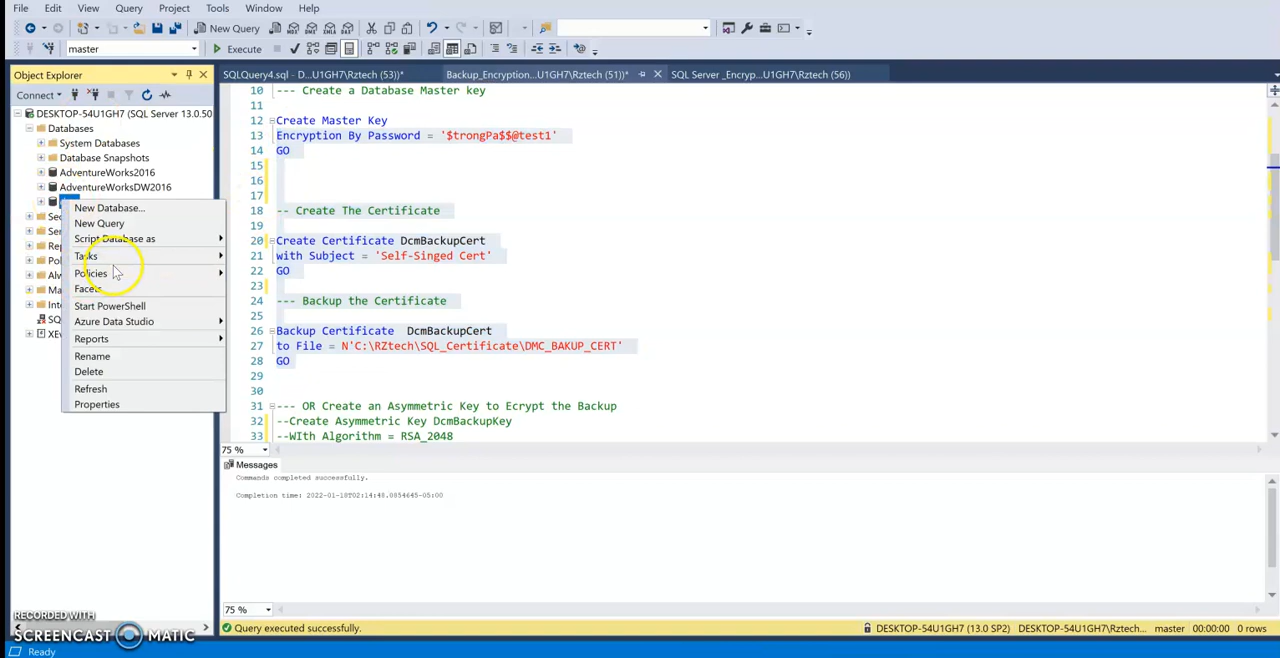 File Edit View Query Project Tools Window Help
New Query
master Execute
Object Explorer
SQLQuery4.sql - D...U1GH7\Rztech (53))* Backup_Encryption...U1GH7\Rztech (51))* SQL Server _Encryp...U1GH7\Rztech (56))
Connect
DESKTOP-54U1GH7 (SQL Server 13.0.50
Databases
System Databases
Database Snapshots
AdventureWorks2016
AdventureWorksDW2016
New Database...
New Query
Script Database as
Tasks
Policies
Facets
Start PowerShell
Azure Data Studio
Reports
Rename
Delete
Refresh
Properties
10 --- Create a Database Master key
11
12 Create Master Key
13 Encryption By Password = '$trongPa$$@test1'
14 GO
15
16
17
18 -- Create The Certificate
19
20 Create Certificate DcmBackupCert
21 with Subject = 'Self-Singed Cert'
22 GO
23
24 --- Backup the Certificate
25
26 Backup Certificate DcmBackupCert
27 to File = N'C:\RZtech\SQL_Certificate\DMC_BAKUP_CERT'
28 GO
29
30
31 --- OR Create an Asymmetric Key to Ecrypt the Backup
32 --Create Asymmetric Key DcmBackupKey
33 --WIth Algorithm = RSA_2048
75 %
Messages
Commands completed successfully.
Completion time: 2022-01-18T02:14:48.0854645-05:00
75 %
RECORDED WITH
SCREENCAST MATIC
Query executed successfully. DESKTOP-54U1GH7 (13.0 SP2) DESKTOP-54U1GH7\Rztech... master 00:00:00 0 rows
Ready